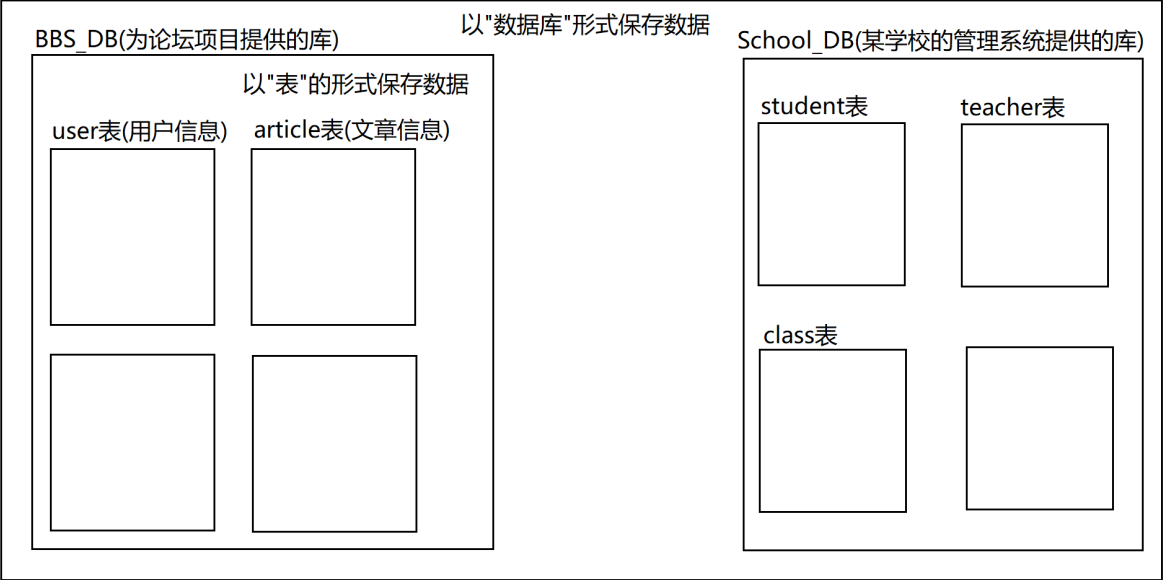 以"数据库"形式保存数据
BBS_DB(为论坛项目提供的库)
School_DB(某学校的管理系统提供的库)
以"表"的形式保存数据
user表(用户信息)
article表(文章信息)
student表
teacher表
class表